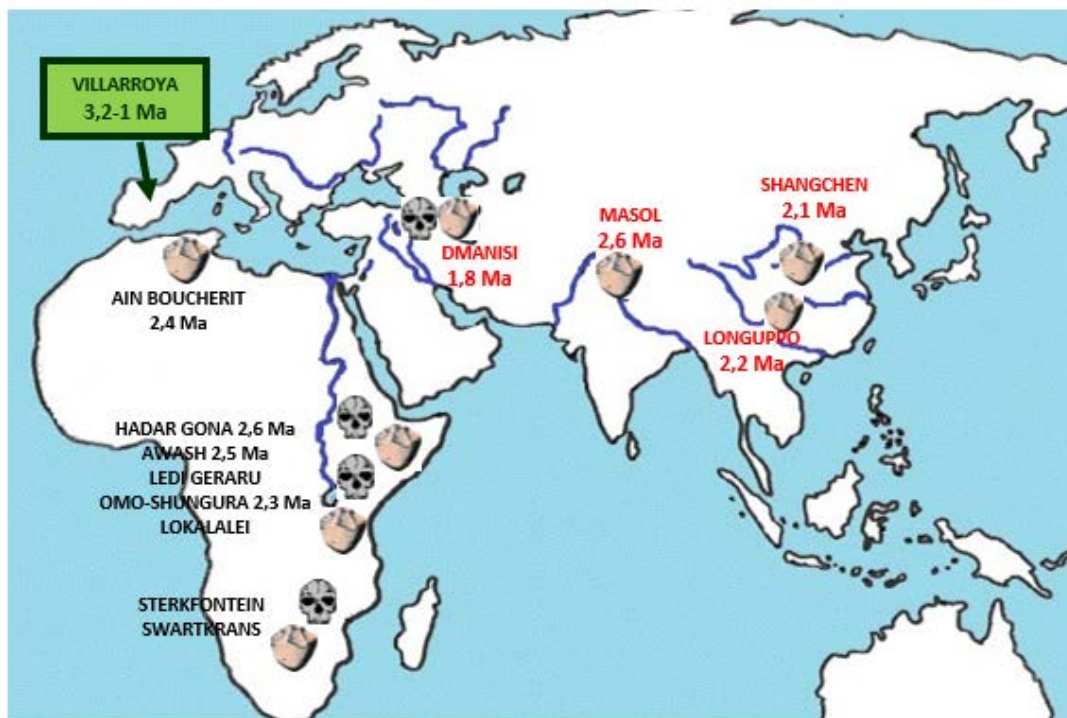 VILLARROYA
3,2-1 Ma
SHANGCHEN
2,1 Ma
MASOL
2,6 Ma
DMANISI
1,8 Ma
AIN BOUCHERIT
2,4 Ma
LONGUPPO
2,2 Ma
HADAR GONA 2,6 Ma
AWASH 2,5 Ma
LEDI GERARU
OMO-SHUNGURA 2,3 Ma
LOKALALEI
STERKFONTEIN
SWARTKRANS